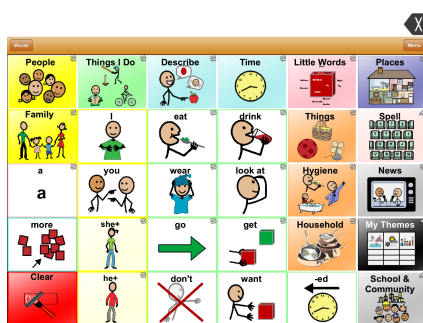 X
Vocab Menu
People Things I Do Describe Time Little Words Places
Family I eat drink Things Spell
a you wear look at Hygiene News
a
more she+ go get Household My Themes
Clear he+ don't want -ed School &
Community